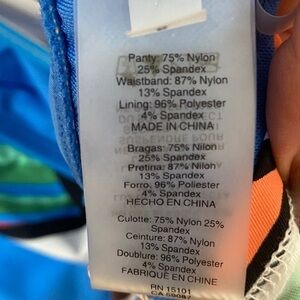 Panty: 75% Nylon
25% Spandex
Waistband: 87% Nylon
13% Spandex
Lining: 96% Polyester
4% Spandex
MADE IN CHINA
Bragas: 75% Nilon
25% Spandex
Pretina: 87% Nilon
13% Spandex
Forro: 96% Poliester
4% Spandex
HECHO EN CHINA
Culotte: 75% Nylon 25%
Spandex
Ceinture: 87% Nylon
13% Spandex
Doublure: 96% Polyester
4% Spandex
FABRIQUÉ EN CHINE
RN 15101
CA 59087